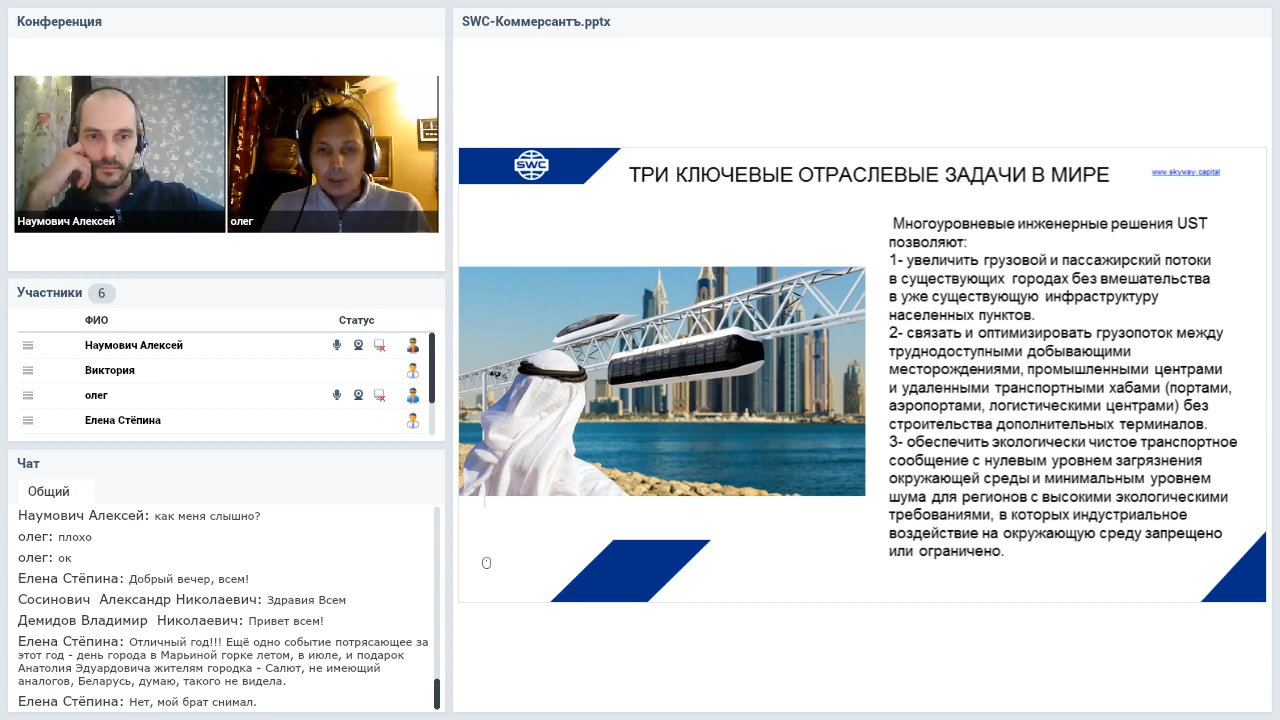 Конференция
Наумович Алексей
олег
Участники 6
ФИО Статус
Наумович Алексей
Виктория
олег
Елена Стёпина
Чат
Общий
Наумович Алексей: как меня слышно?
олег: плохо
олег: ок
Елена Стёпина: Добрый вечер, всем!
Сосинович Александр Николаевич: Здравия Всем
Демидов Владимир Николаевич: Привет всем!
Елена Стёпина: Отличный год!!! Ещё одно событие потрясающее за
этот год - день города в Марьиной горке летом, в июле, и подарок
Анатолия Эдуардовича жителям городка - Салют, не имеющий
аналогов, Беларусь, думаю, такого не видела.
Елена Стёпина: Нет, мой брат снимал.
SWC-Коммерсантъ.pptx
SWC
ТРИ КЛЮЧЕВЫЕ ОТРАСЛЕВЫЕ ЗАДАЧИ В МИРЕ
www.skyway.capital
Многоуровневые инженерные решения UST
позволяют:
1- увеличить грузовой и пассажирский потоки
в существующих городах без вмешательства
в уже существующую инфраструктуру
населенных пунктов.
2- связать и оптимизировать грузопоток между
труднодоступными добывающими
месторождениями, промышленными центрами
и удаленными транспортными хабами (портами,
аэропортами, логистическими центрами) без
строительства дополнительных терминалов.
3- обеспечить экологически чистое транспортное
сообщение с нулевым уровнем загрязнения
окружающей среды и минимальным уровнем
шума для регионов с высокими экологическими
требованиями, в которых индустриальное
воздействие на окружающую среду запрещено
или ограничено.